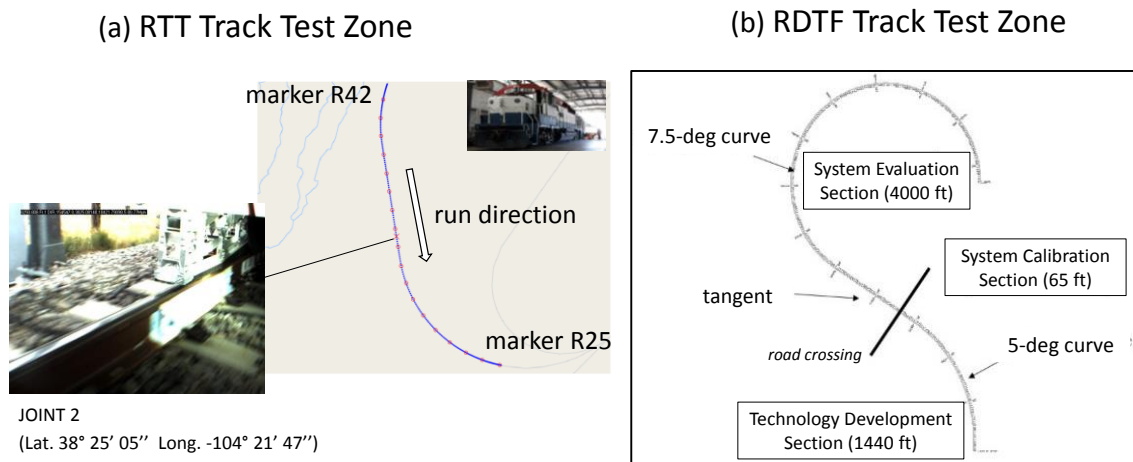 (a) RTT Track Test Zone
marker R42
run direction
marker R25
JOINT 2
(Lat. 38° 25’ 05’’ Long. -104° 21’ 47’’)
(b) RDTF Track Test Zone
7.5-deg curve
System Evaluation
Section (4000 ft)
System Calibration
Section (65 ft)
tangent
road crossing
5-deg curve
Technology Development
Section (1440 ft)